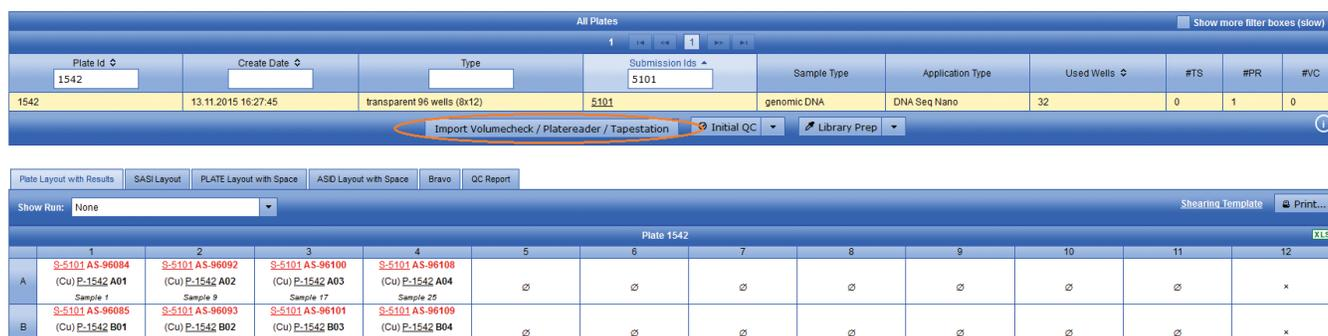 All Plates
Show more filter boxes (slow)
1 1
Plate Id Create Date Type Submission Ids Sample Type Application Type Used Wells #TS #PR #VC
1542 5101
1542 13.11.2015 16:27:45 transparent 96 wells (8x12) 5101 genomic DNA DNA Seq Nano 32 0 1 0
Import Volumecheck / Platereader / Tapestation Initial QC Library Prep i
Plate Layout with Results SASI Layout PLATE Layout with Space ASID Layout with Space Bravo QC Report
Show Run: None Shearing Template Print...
Plate 1542 XLS
1 2 3 4 5 6 7 8 9 10 11 12
S-5101 AS-96084 S-5101 AS-96092 S-5101 AS-96100 S-5101 AS-96108
A (Cu) P-1542 A01 (Cu) P-1542 A02 (Cu) P-1542 A03 (Cu) P-1542 A04 ∅ ∅ ∅ ∅ ∅ ∅ ∅ ×
Sample 1 Sample 9 Sample 17 Sample 25
S-5101 AS-96085 S-5101 AS-96093 S-5101 AS-96101 S-5101 AS-96109
B (Cu) P-1542 B01 (Cu) P-1542 B02 (Cu) P-1542 B03 (Cu) P-1542 B04 ∅ ∅ ∅ ∅ ∅ ∅ ∅ ×